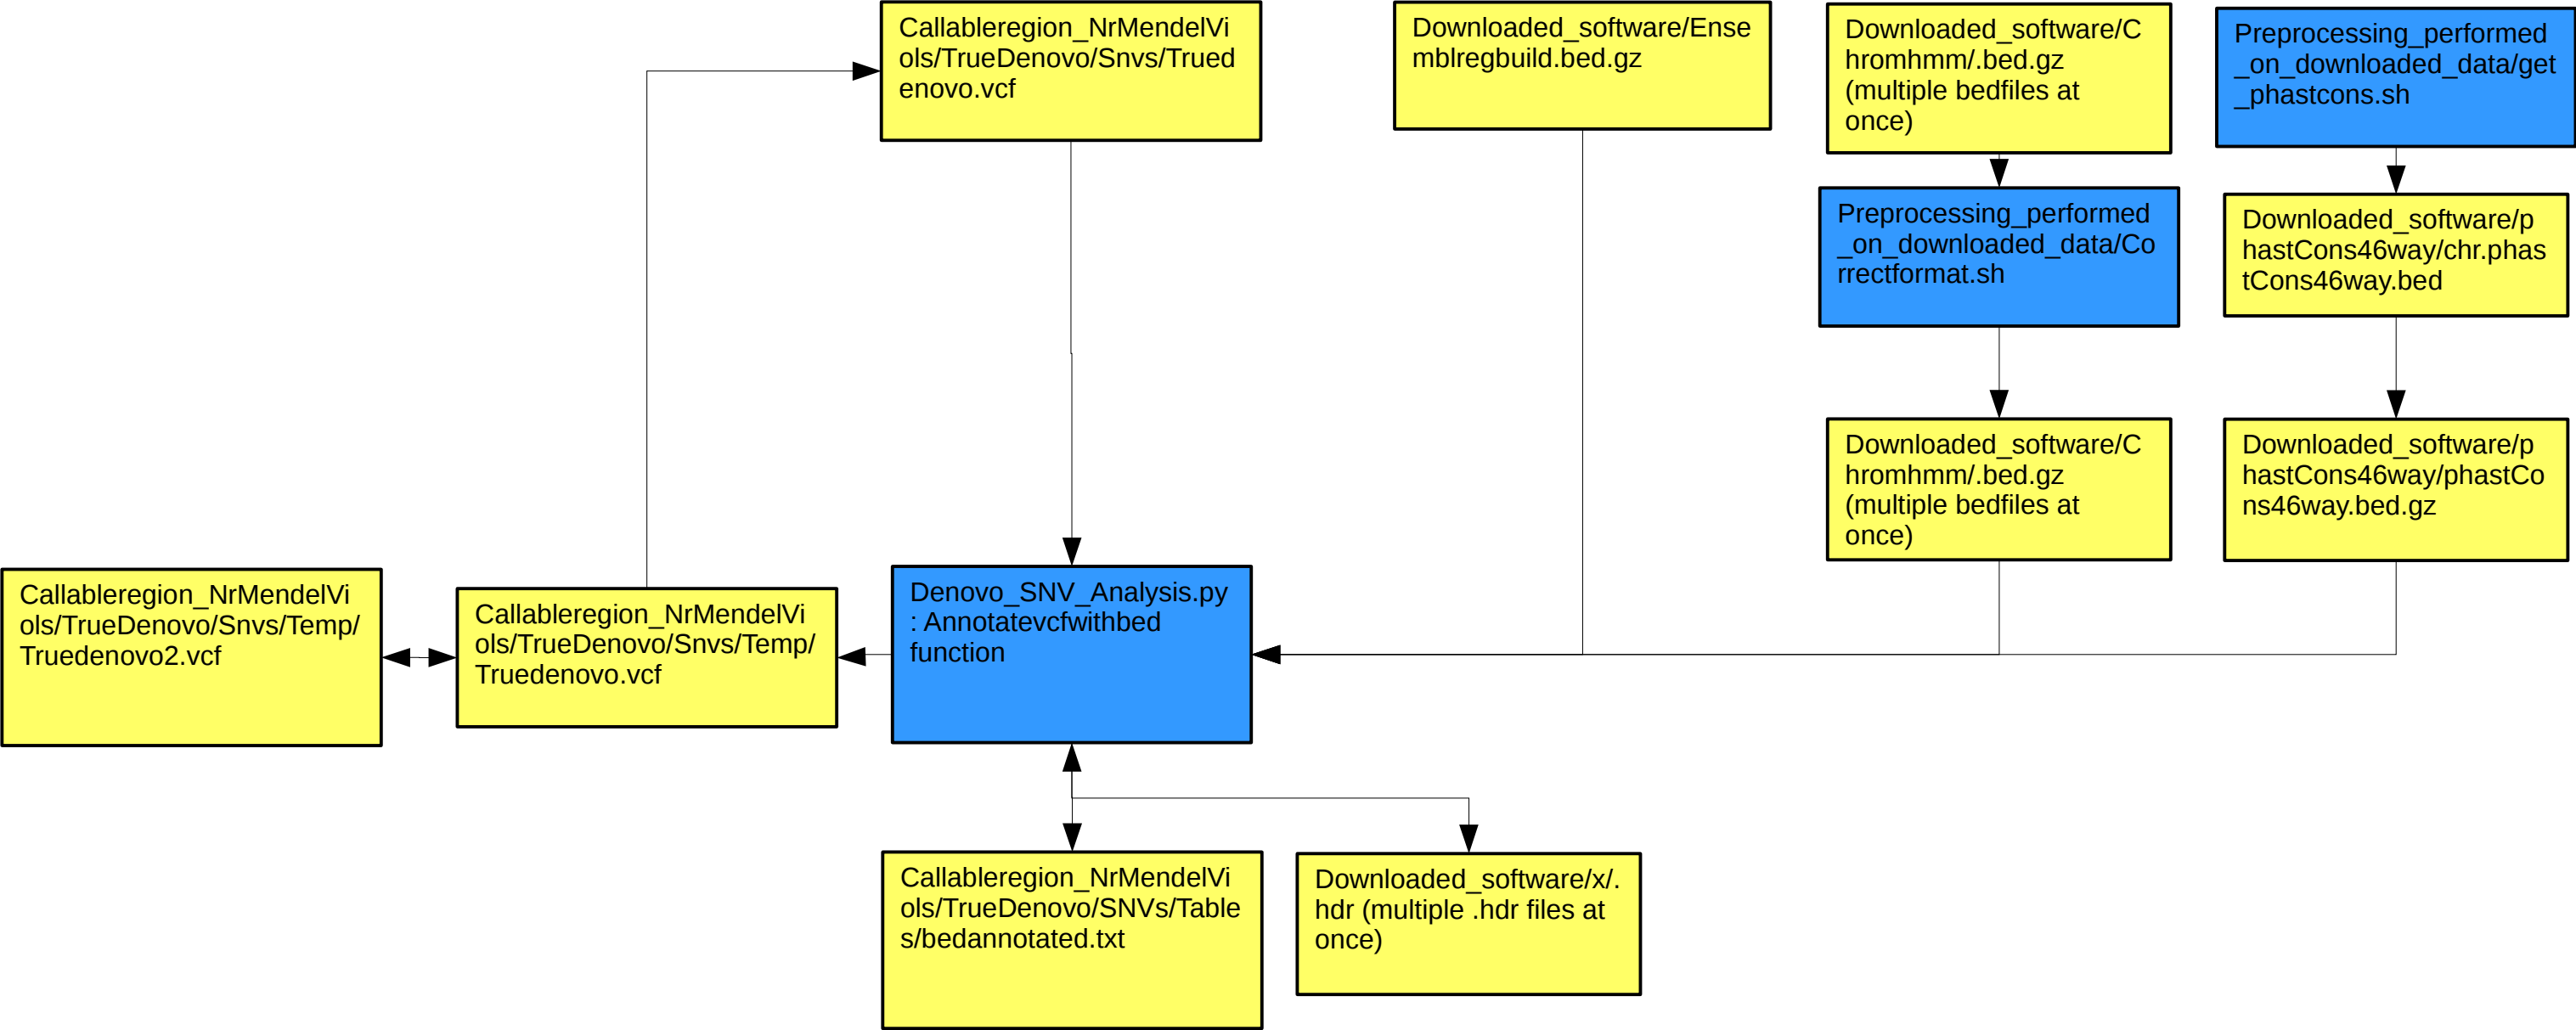 Callableregion_NrMendelVi
ols/TrueDenovo/Snvs/Trued
enovo.vcf
Downloaded_software/Ense
mblregbuild.bed.gz
Downloaded_software/C
hromhmm/.bed.gz
(multiple bedfiles at
once)
Preprocessing_performed
_on_downloaded_data/get
_phastcons.sh
Preprocessing_performed
_on_downloaded_data/Co
rrectformat.sh
Downloaded_software/p
hastCons46way/chr.phas
tCons46way.bed
Downloaded_software/C
hromhmm/.bed.gz
(multiple bedfiles at
once)
Downloaded_software/p
hastCons46way/phastCo
ns46way.bed.gz
Callableregion_NrMendelVi
ols/TrueDenovo/Snvs/Temp/
Truedenovo2.vcf
Callableregion_NrMendelVi
ols/TrueDenovo/Snvs/Temp/
Truedenovo.vcf
Denovo_SNV_Analysis.py
: Annotatevcfwithbed
function
Callableregion_NrMendelVi
ols/TrueDenovo/SNVs/Table
s/bedannotated.txt
Downloaded_software/x/.
hdr (multiple .hdr files at
once)